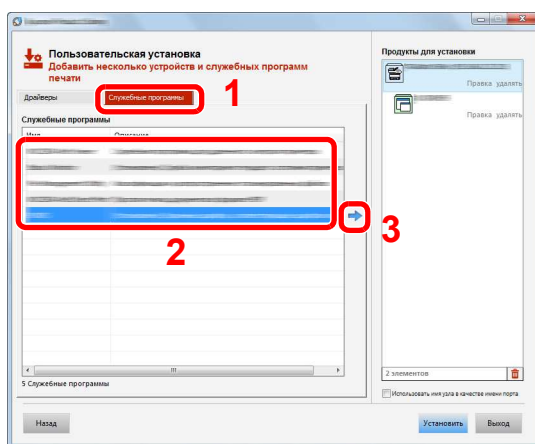 Пользовательская установка
Добавить несколько устройств и служебных программ
печати
Драйверы
Служебные программы
1
Служебные программы
Имя
Описание
2
3
5 Служебные программы
Продукты для установки
Правка удалять
Правка удалять
2 элементов
Использовать имя узла в качестве имени порта
Назад
Установить
Выход